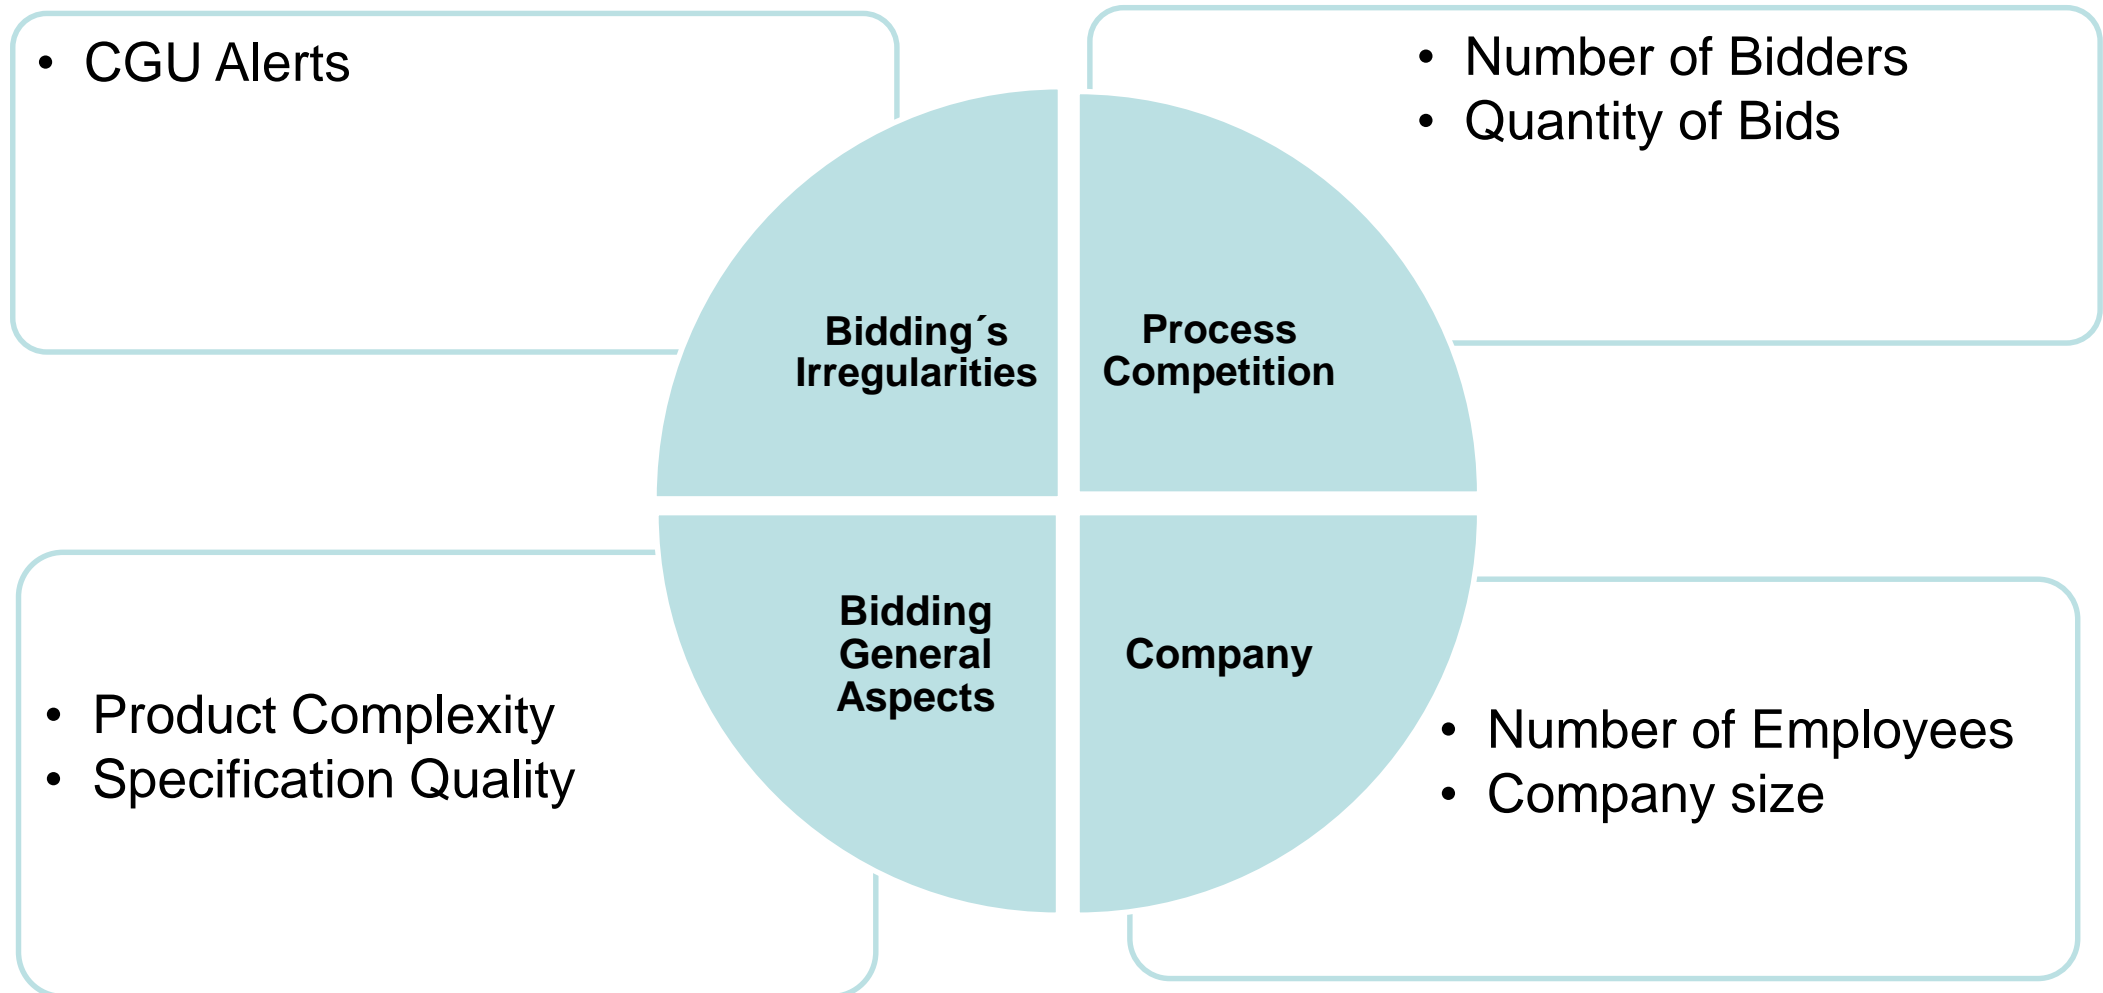 • CGU Alerts
• Number of Bidders
• Quantity of Bids
Bidding´s
Irregularities
Process
Competition
Bidding
General
Aspects
Company
• Product Complexity
• Specification Quality
• Number of Employees
• Company size